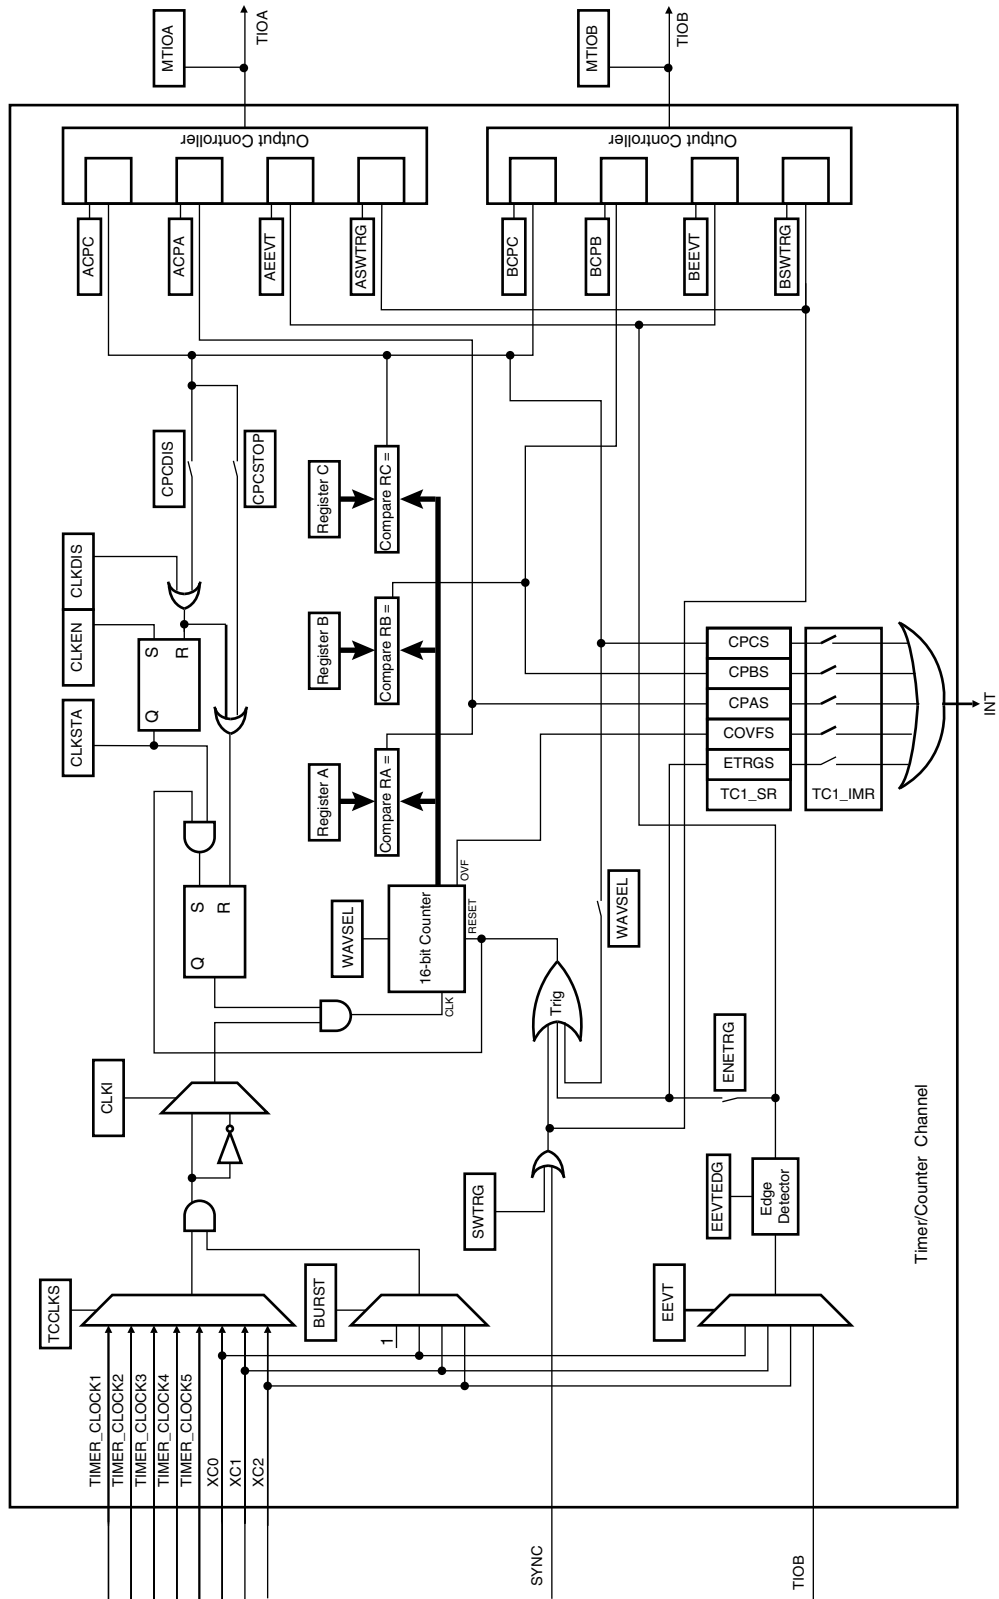 TIMER_CLOCK1
TIMER_CLOCK2
TIMER_CLOCK3
TIMER_CLOCK4
TIMER_CLOCK5
XC0
XC1
XC2
TCCLKS
BURST
1
CLKI
SYNC
SWTRG
TIOB
EEVT
EEVTEDG
Edge
Detector
ENETRG
Trig
WAVSEL
WAVSEL
16-bit Counter
CLK
RESET
OVF
Q
S
R
CLKSTA
CLKEN
CLKDIS
Q
S
R
CPCDIS
CPCSTOP
Register A
Register B
Register C
Compare RA =
Compare RB =
Compare RC =
CPCS
CPBS
CPAS
COVFS
ETRGS
TC1_SR
TC1_IMR
INT
ACPC
ACPA
AEEVT
ASWTRG
Output Controller
MTIOA
TIOA
BCPC
BCPB
BEEVT
BSWTRG
Output Controller
MTIOB
TIOB
Timer/Counter Channel